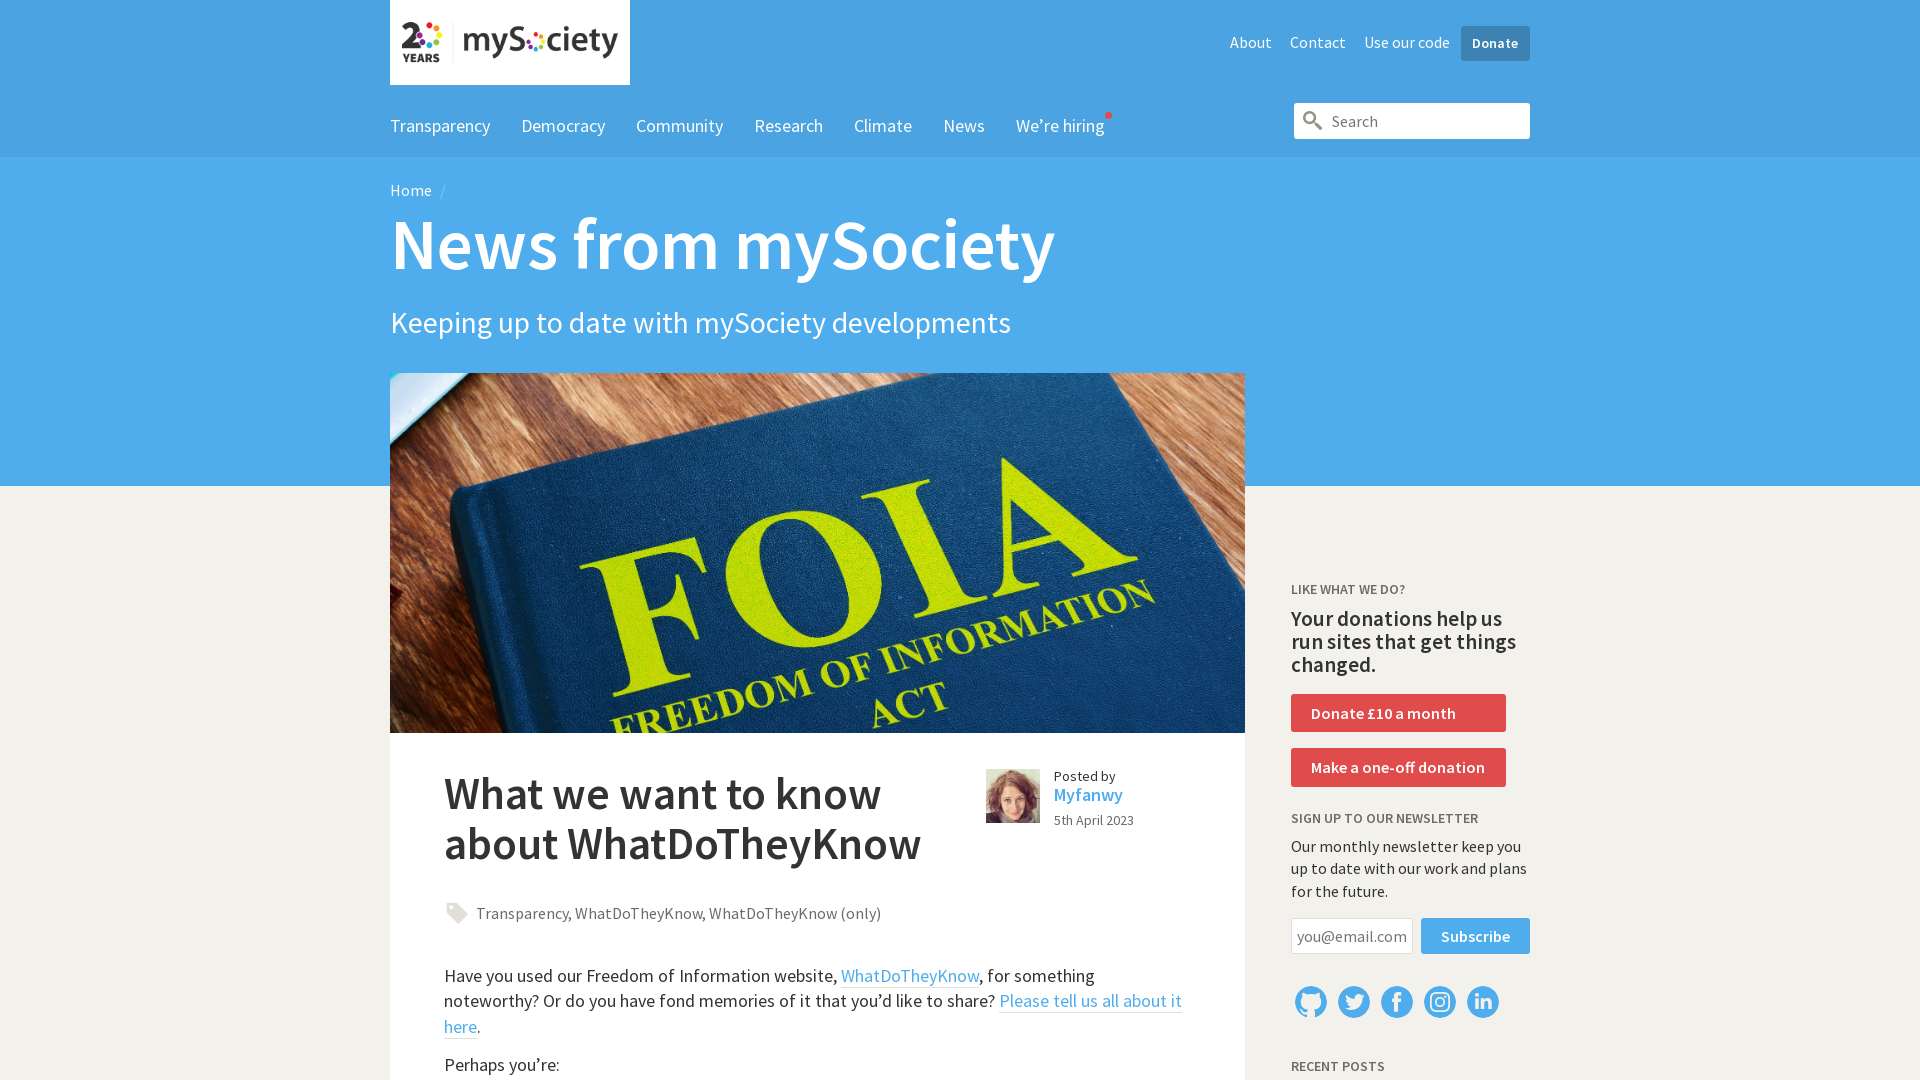 20 YEARS mySociety
About Contact Use our code Donate
Transparency Democracy Community Research Climate News We’re hiring
Search
Home /
News from mySociety
Keeping up to date with mySociety developments
FOIA
FREEDOM OF INFORMATION
ACT
What we want to know
about WhatDoTheyKnow
Posted by
Myfanwy
5th April 2023
Transparency, WhatDoTheyKnow, WhatDoTheyKnow (only)
Have you used our Freedom of Information website, WhatDoTheyKnow, for something
noteworthy? Or do you have fond memories of it that you’d like to share? Please tell us all about it
here.
Perhaps you’re:
LIKE WHAT WE DO?
Your donations help us
run sites that get things
changed.
Donate £10 a month
Make a one-off donation
SIGN UP TO OUR NEWSLETTER
Our monthly newsletter keep you
up to date with our work and plans
for the future.
you@email.com Subscribe
RECENT POSTS